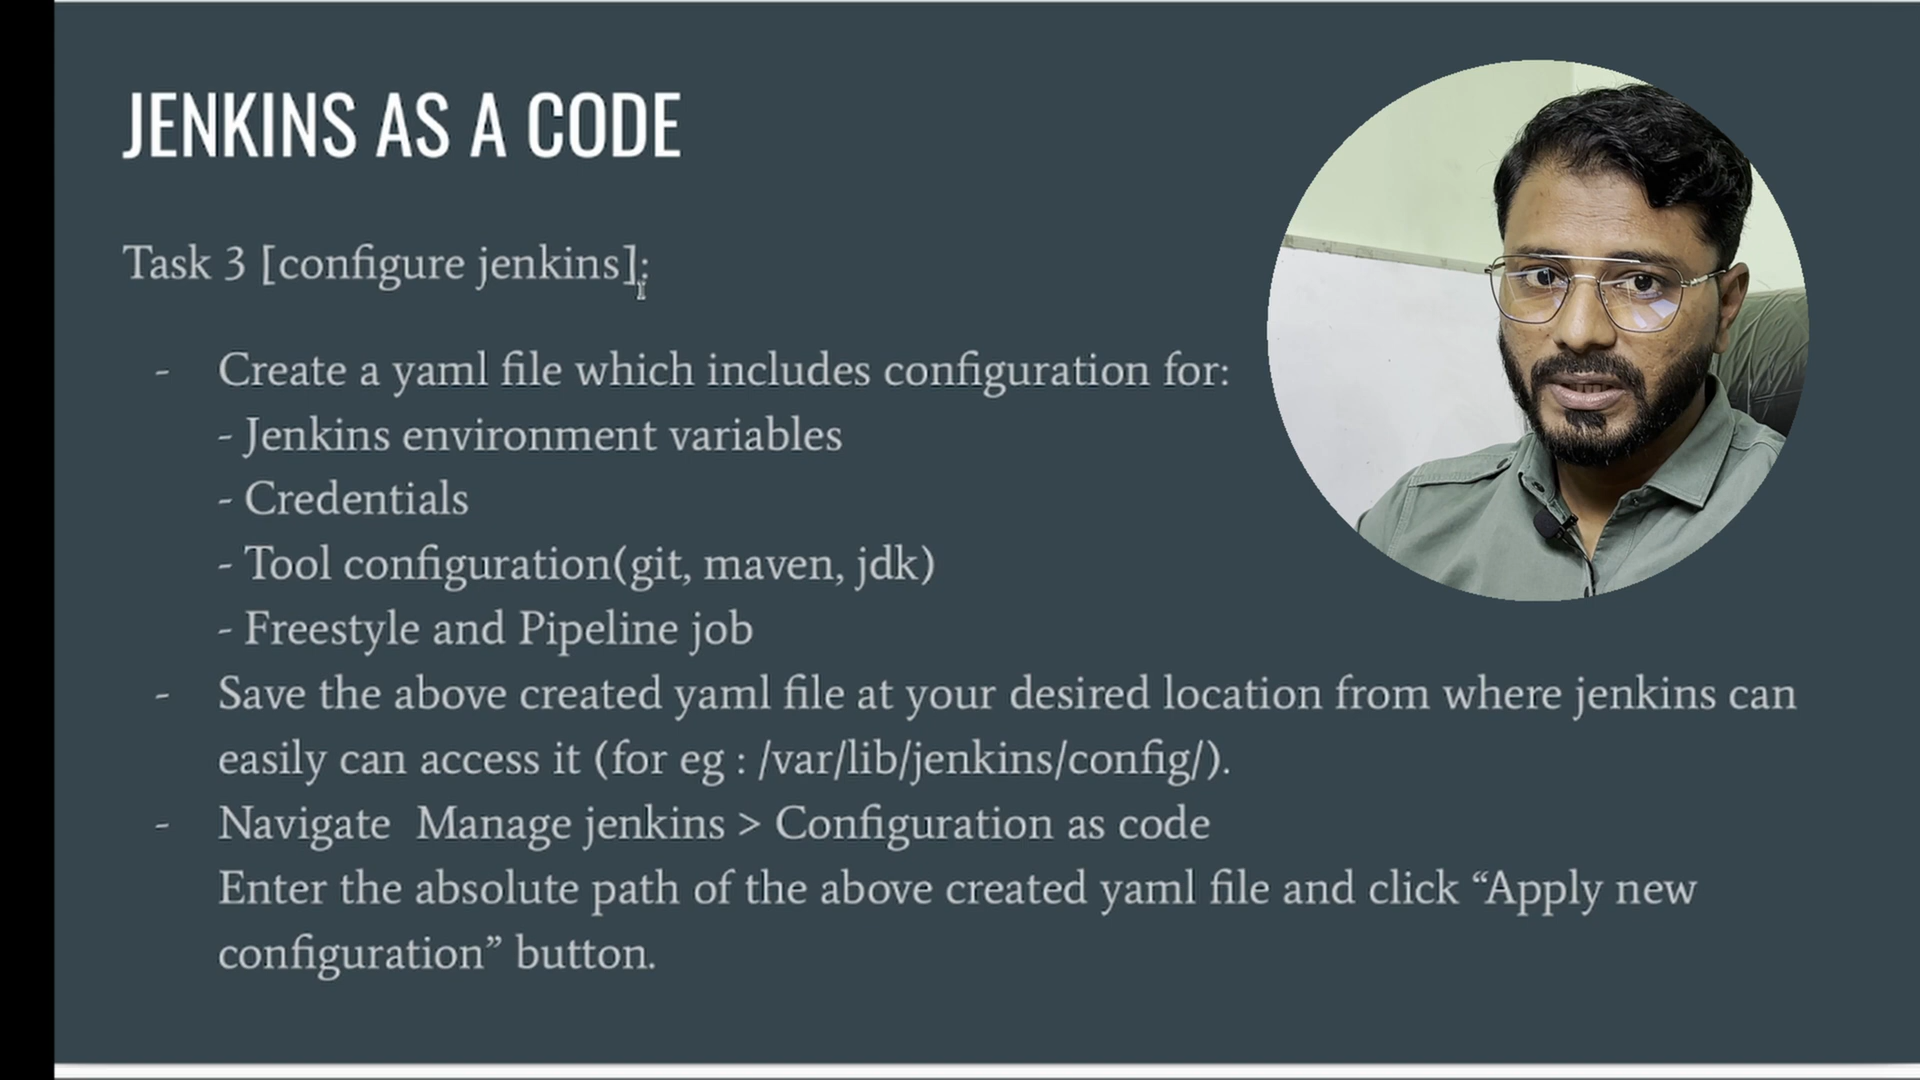 JENKINS AS A CODE
Task 3 [configure jenkins]:
- Create a yaml file which includes configuration for:
- Jenkins environment variables
- Credentials
- Tool configuration(git, maven, jdk)
- Freestyle and Pipeline job
- Save the above created yaml file at your desired location from where jenkins can
easily can access it (for eg : /var/lib/jenkins/config/).
- Navigate  Manage jenkins > Configuration as code
Enter the absolute path of the above created yaml file and click “Apply new
configuration” button.